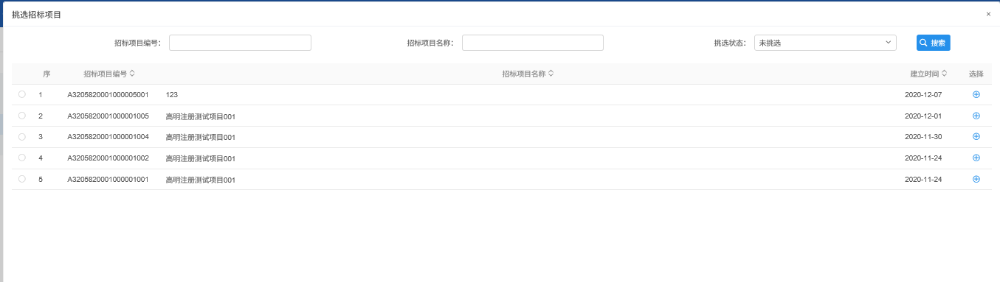 挑选招标项目 ×
招标项目编号： 招标项目名称： 挑选状态： 未挑选 搜索
序 招标项目编号 招标项目名称 建立时间 选择
1 A3205820001000005001 123 2020-12-07
2 A3205820001000001005 高明注册测试项目001 2020-12-01
3 A3205820001000001004 高明注册测试项目001 2020-11-30
4 A3205820001000001002 高明注册测试项目001 2020-11-24
5 A3205820001000001001 高明注册测试项目001 2020-11-24